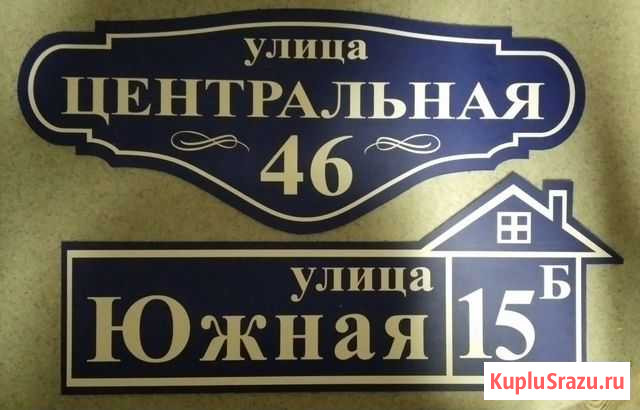 улица
ЦЕНТРАЛЬНАЯ
46
улица
Южная 15Б
KupluSrazu.ru